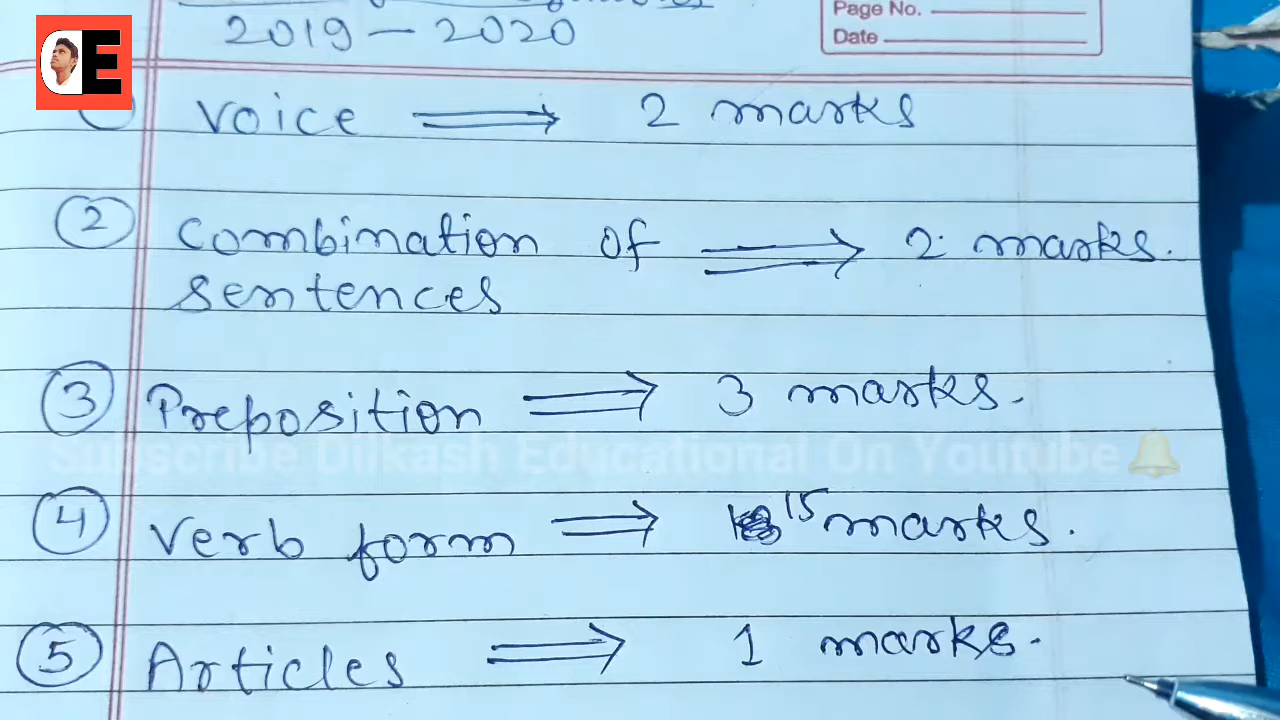 2019 - 2020
Page No.
Date
E
Voice ⟹ 2 marks
② Combination of ⟹ 2 marks.
sentences
③ Preposition ⟹ 3 marks.
Subscribe Dilkash Educational On Youtube
④ Verb form ⟹ 15 marks.
⑤ Articles ⟹ 1 marks.